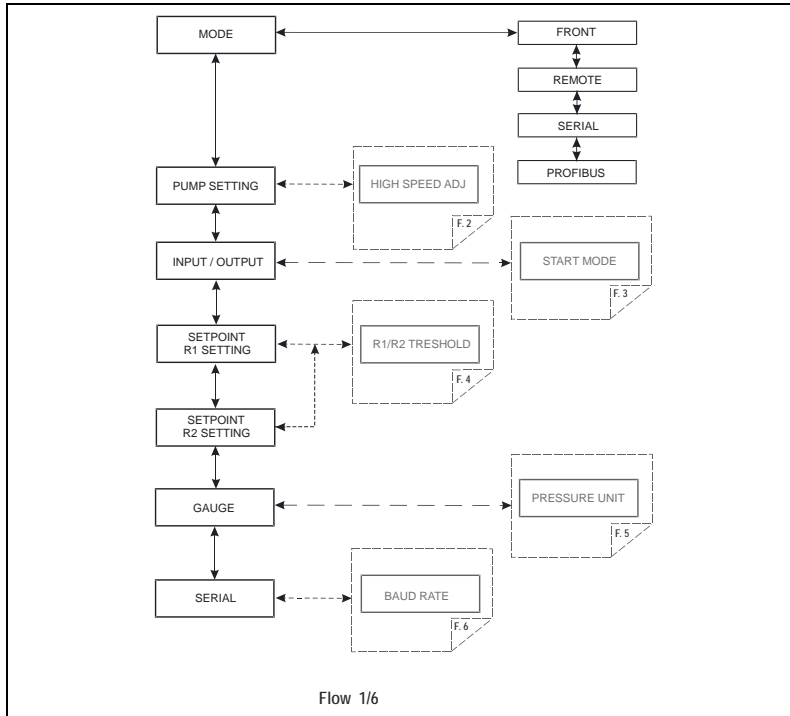 MODE
FRONT
REMOTE
SERIAL
PROFIBUS
PUMP SETTING
HIGH SPEED ADJ
F. 2
INPUT / OUTPUT
START MODE
F. 3
SETPOINT
R1 SETTING
R1/R2 TRESHOLD
F. 4
SETPOINT
R2 SETTING
GAUGE
PRESSURE UNIT
F. 5
SERIAL
BAUD RATE
F. 6
Flow 1/6